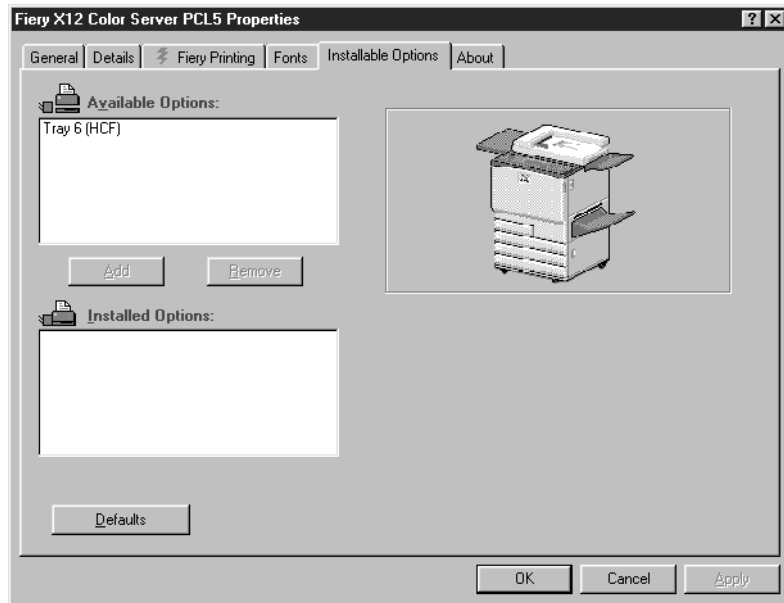 Fiery X12 Color Server PCL5 Properties
General Details Fiery Printing Fonts Installable Options About
Available Options:
Tray 6 (HCF)
Add Remove
Installed Options:
Defaults
OK Cancel Apply